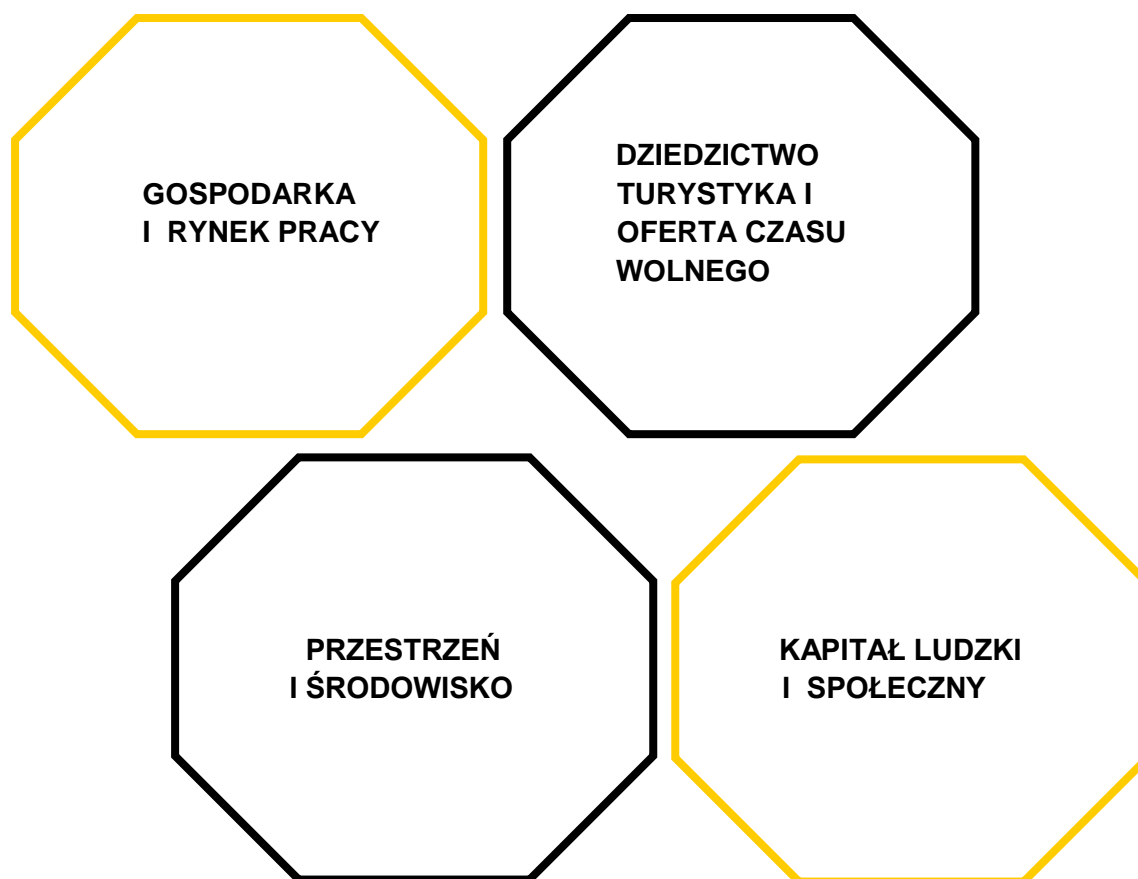 GOSPODARKA
I RYNEK PRACY
DZIEDZICTWO
TURYSTYKA I
OFERTA CZASU
WOLNEGO
PRZESTRZEŃ
I ŚRODOWISKO
KAPITAŁ LUDZKI
I SPOŁECZNY